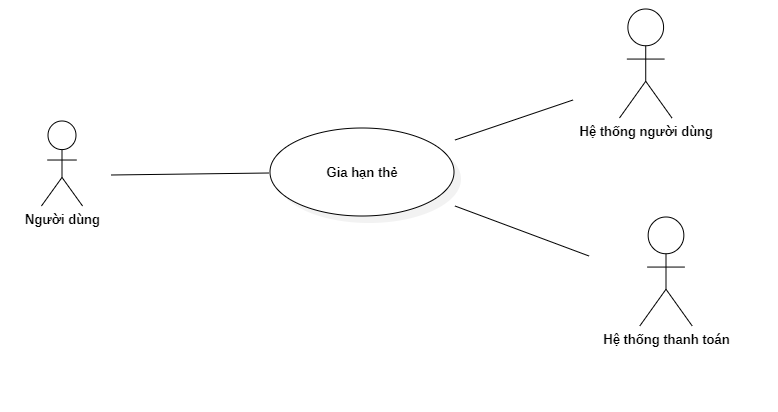 Hệ thống người dùng
Gia hạn thẻ
Người dùng
Hệ thống thanh toán